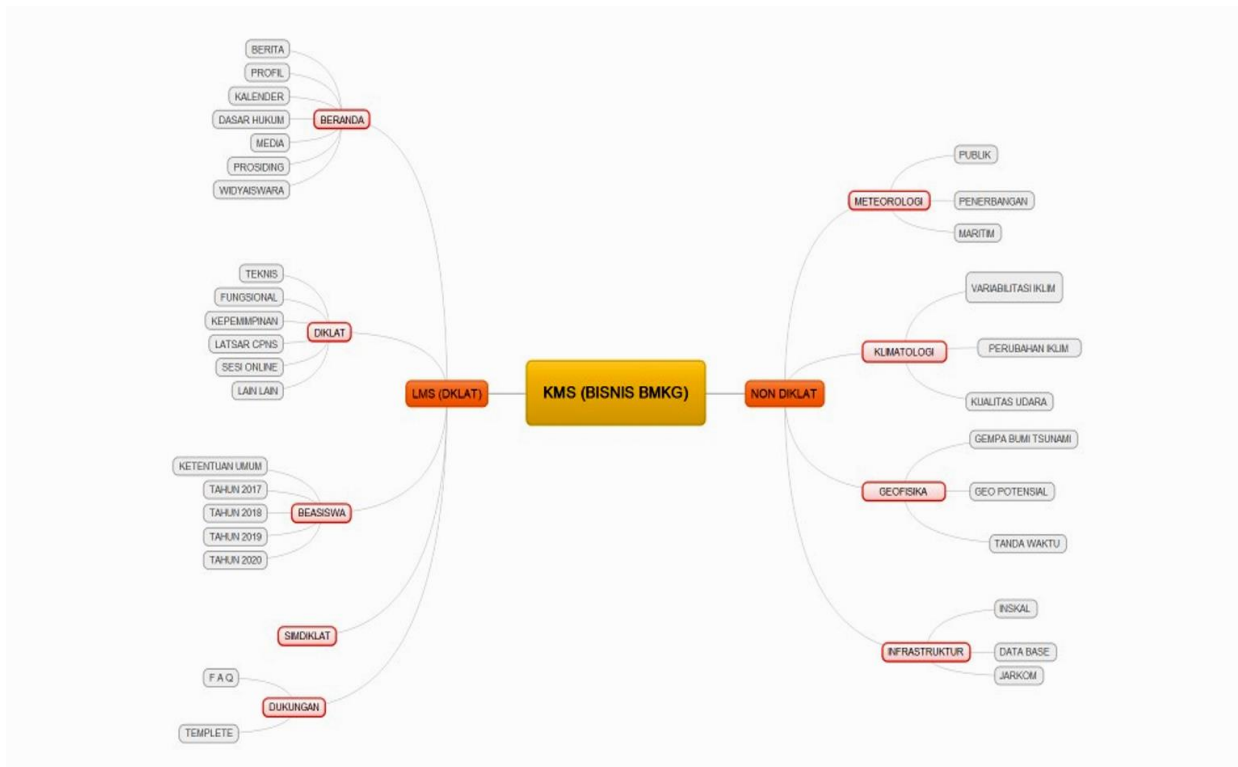 BERITA
PROFIL
KALENDER
DASAR HUKUM
MEDIA
PROSIDING
WIDYAISWARA
BERANDA
TEKNIS
FUNGSIONAL
KEPEMIMPINAN
LATSAR CPNS
SESI ONLINE
LAIN LAIN
DIKLAT
KETENTUAN UMUM
TAHUN 2017
TAHUN 2018
TAHUN 2019
TAHUN 2020
BEASISWA
SIMDIKLAT
F A Q
TEMPLETE
DUKUNGAN
LMS (DKLAT)
KMS (BISNIS BMKG)
NON DIKLAT
METEOROLOGI
PUBLIK
PENERBANGAN
MARITIM
KLIMATOLOGI
VARIABILITASI IKLIM
PERUBAHAN IKLIM
KUALITAS UDARA
GEOFISIKA
GEMPA BUMI TSUNAMI
GEO POTENSIAL
TANDA WAKTU
INFRASTRUKTUR
INSKAL
DATA BASE
JARKOM